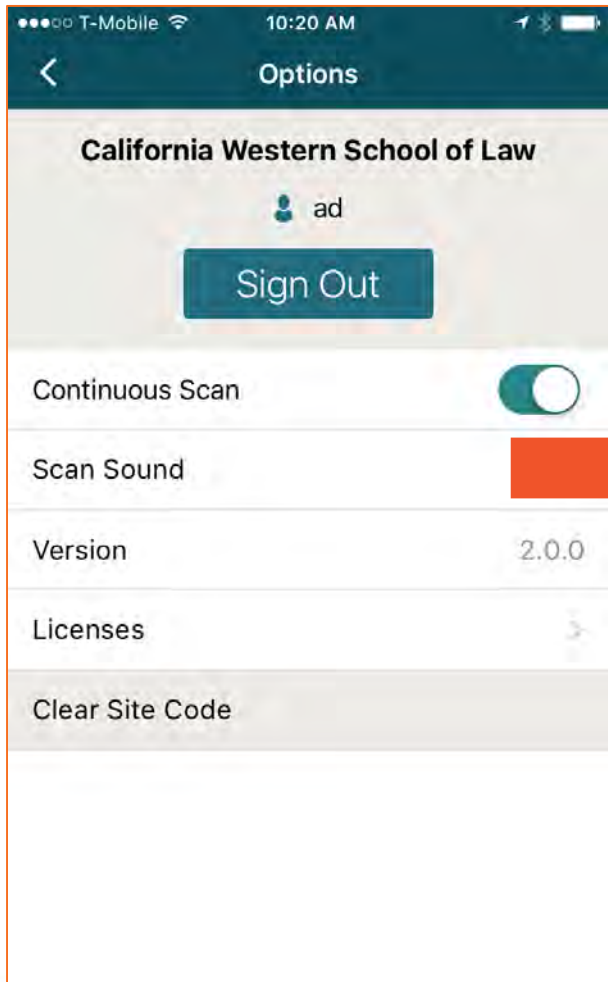 T-Mobile 10:20 AM
Options
California Western School of Law
ad
Sign Out
Continuous Scan
Scan Sound
Version 2.0.0
Licenses
Clear Site Code